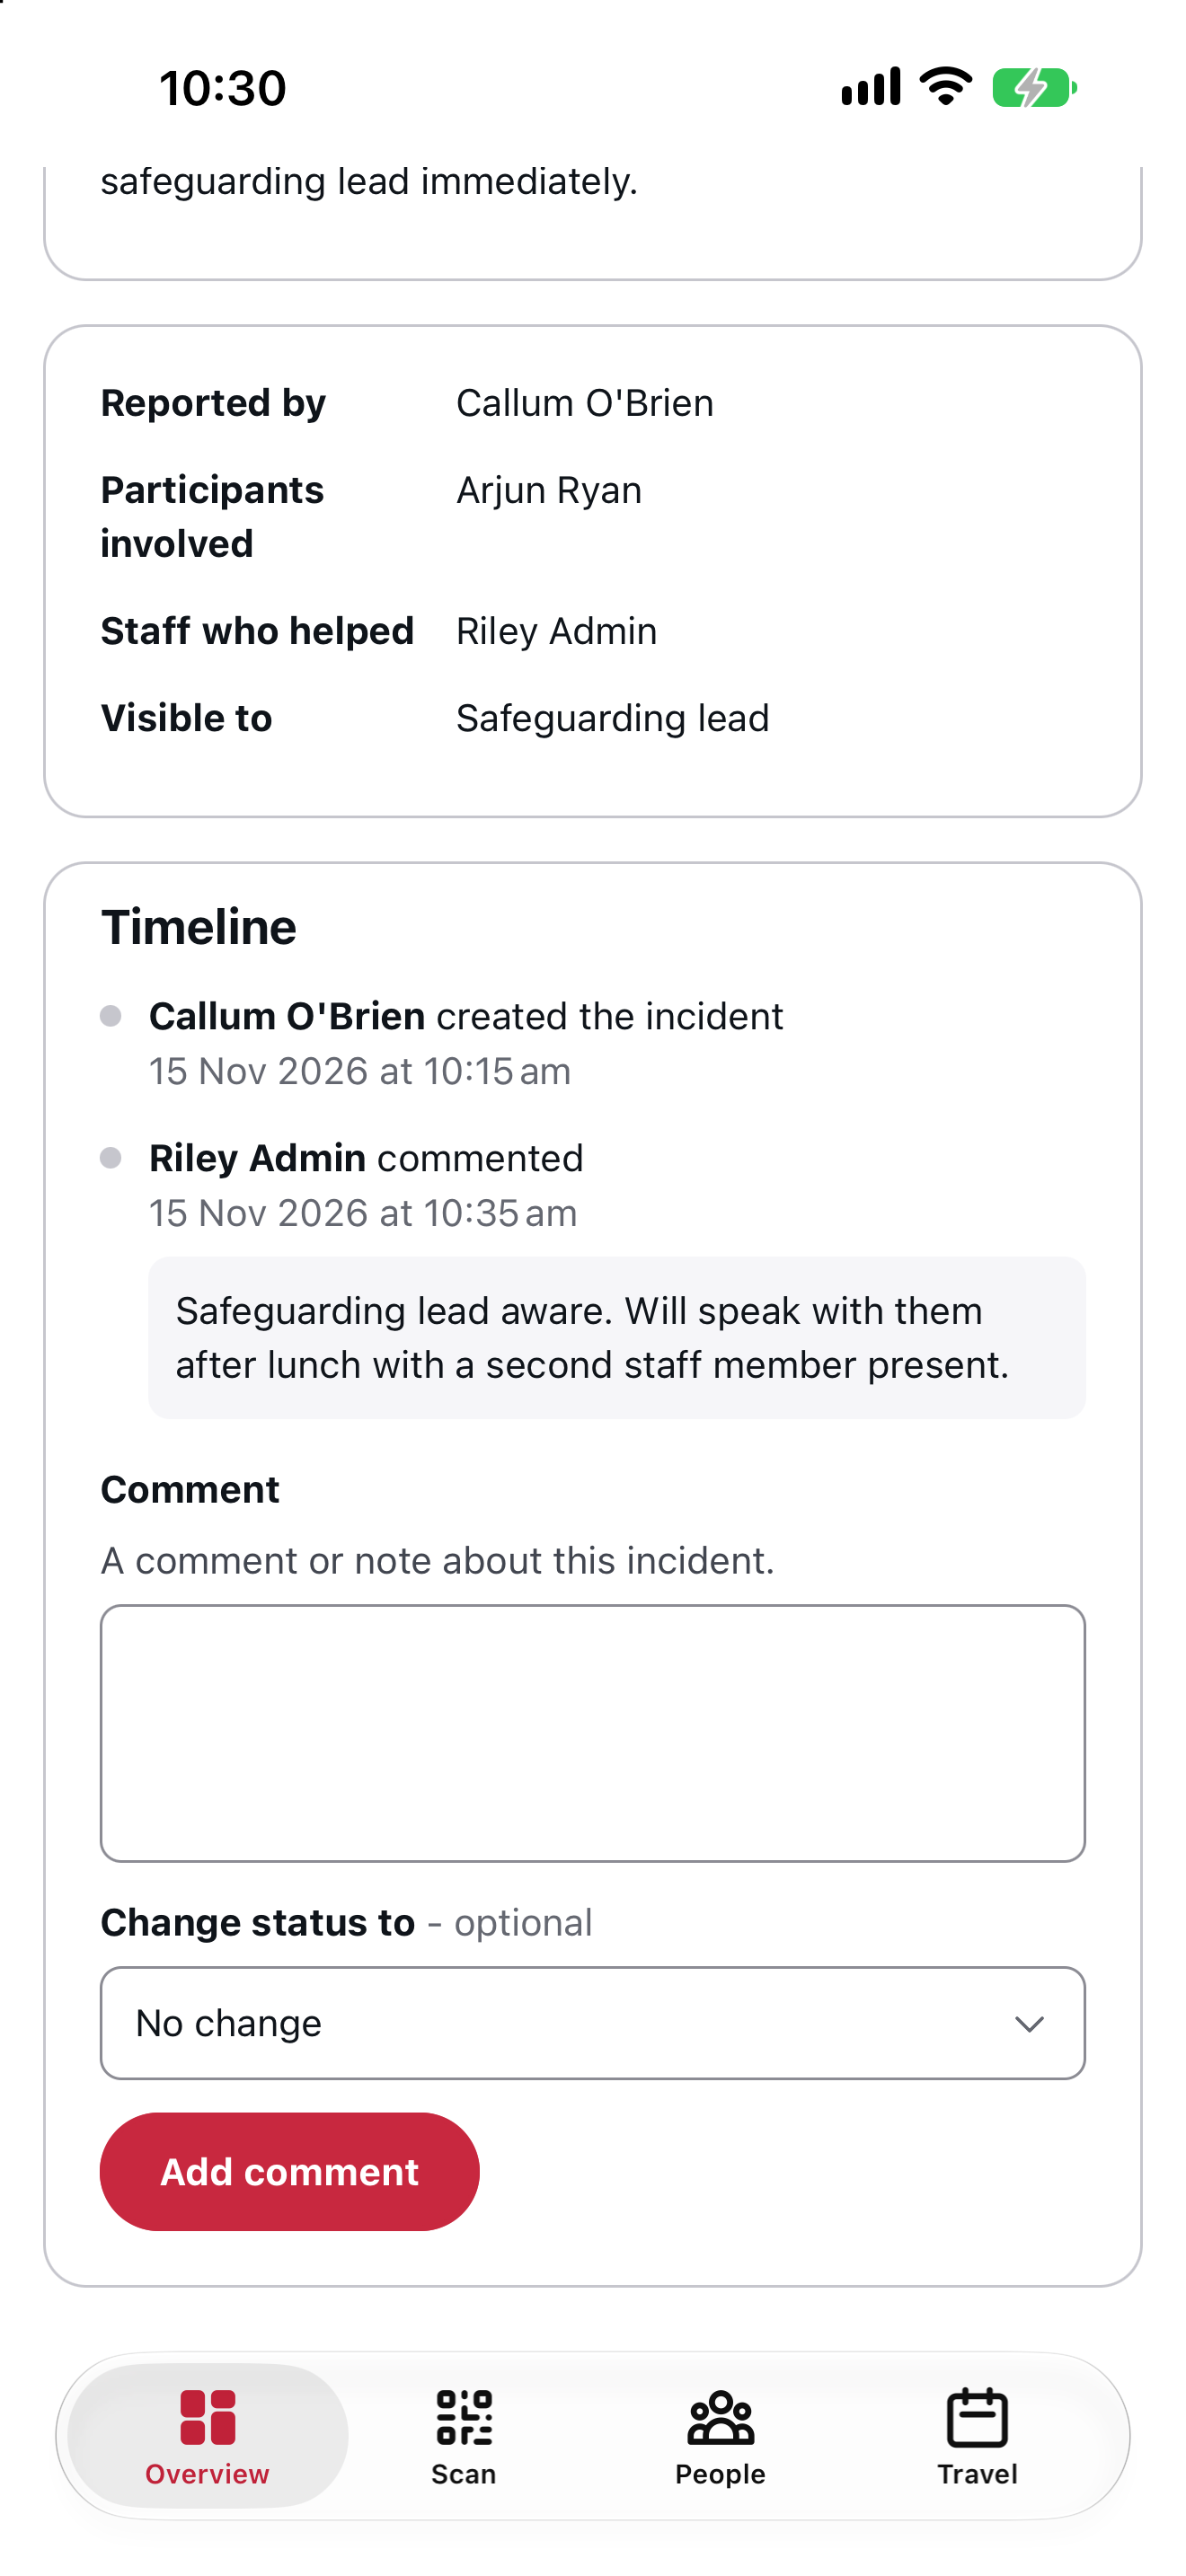 10:30
safeguarding lead immediately.
Reported by
Callum O'Brien
Participants
involved
Arjun Ryan
Staff who helped
Riley Admin
Visible to
Safeguarding lead
Timeline
Callum O'Brien created the incident
15 Nov 2026 at 10:15 am
Riley Admin commented
15 Nov 2026 at 10:35 am
Safeguarding lead aware. Will speak with them
after lunch with a second staff member present.
Comment
A comment or note about this incident.
Change status to - optional
No change
Add comment
Overview
Scan
People
Travel